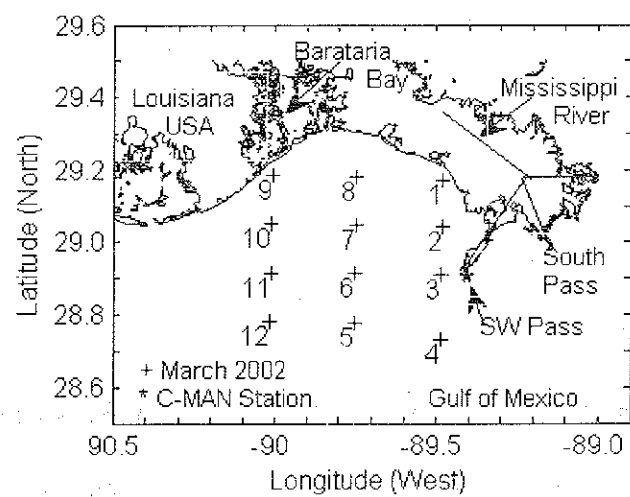 29.6
29.4
29.2
29.0
28.8
28.6
Latitude (North)
Barataria
Bay
Louisiana
USA
Mississippi
River
9+
8+
1+
10+
7+
2+
South
Pass
11+
6+
3+
SW Pass
12+
5+
4+
+ March 2002
* C-MAN Station
Gulf of Mexico
90.5
-90
-89.5
-89.0
Longitude (West)